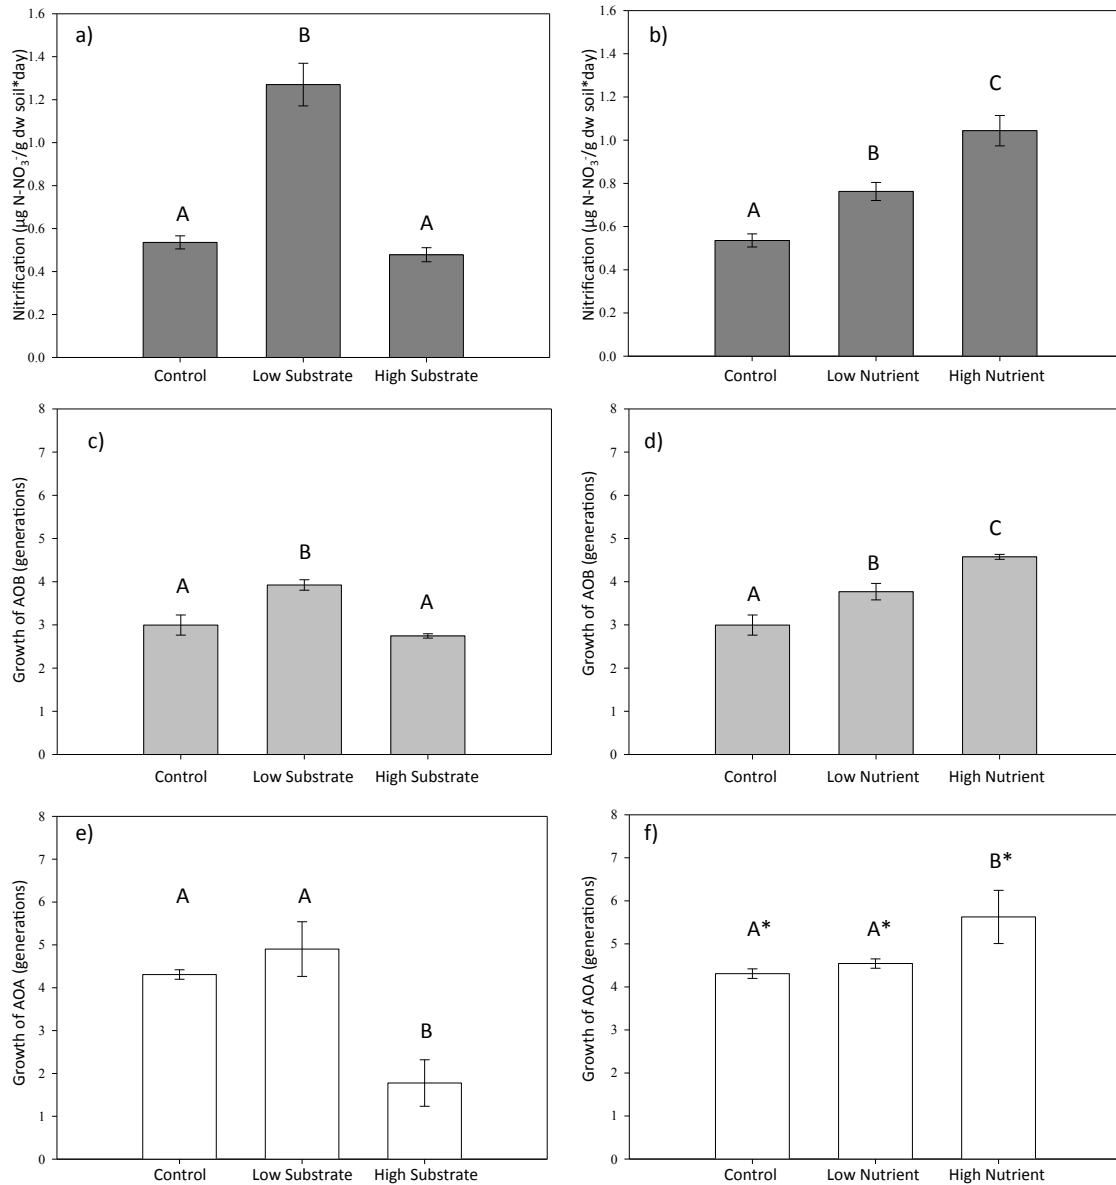 a)
Nitrification (µg N-NO₃⁻/g dw soil*day)
1.6
1.4
1.2
1.0
0.8
0.6
0.4
0.2
0.0
A
B
A
Control Low Substrate High Substrate
b)
Nitrification (µg N-NO₃⁻/g dw soil*day)
1.6
1.4
1.2
1.0
0.8
0.6
0.4
0.2
0.0
A
B
C
Control Low Nutrient High Nutrient
c)
Growth of AOB (generations)
8
7
6
5
4
3
2
1
0
A
B
A
Control Low Substrate High Substrate
d)
Growth of AOB (generations)
8
7
6
5
4
3
2
1
0
A
B
C
Control Low Nutrient High Nutrient
e)
Growth of AOA (generations)
8
7
6
5
4
3
2
1
0
A
A
B
Control Low Substrate High Substrate
f)
Growth of AOA (generations)
8
7
6
5
4
3
2
1
0
A*
A*
B*
Control Low Nutrient High Nutrient